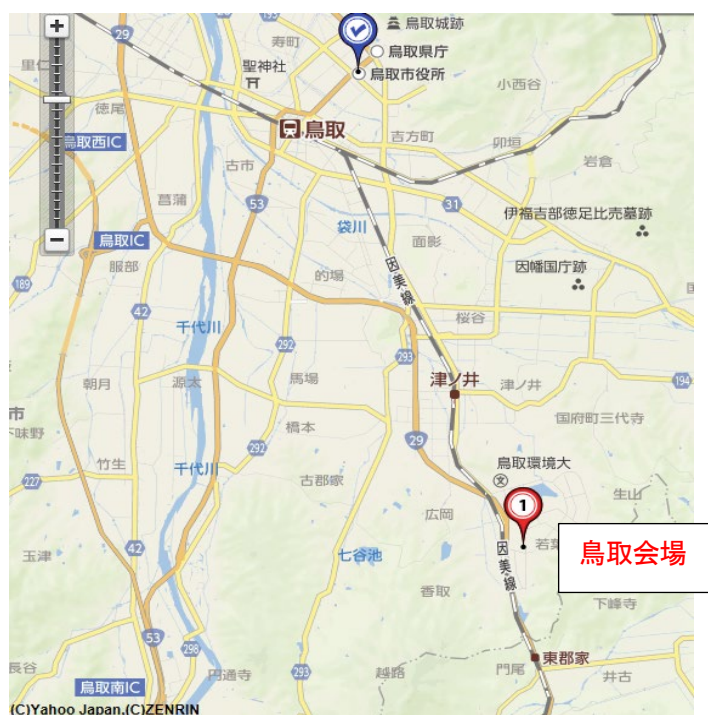 29
寿町
鳥取城跡
鳥取県庁
里仁
聖神社
鳥取市役所
小西谷
徳尾
鳥取
鳥取西IC
吉方町
卯垣
古市
岩倉
菖蒲
53
31
伊福吉部徳足比売墓跡
袋川
鳥取IC
面影
服部
因幡国庁跡
的場
189
因美線
42
千代川
桜谷
292
293
津ノ井
津ノ井
194
朝月
源太
馬場
国府町三代寺
市
下味野
橋本
29
292
竹生
千代川
鳥取環境大
227
古郡家
文
生山
1
広岡
若葉
鳥取会場
玉津
42
七谷池
因美線
香取
下峰寺
53
298
東郡家
長谷
円通寺
293
越路
門尾
井古
鳥取南IC
(C)Yahoo Japan,(C)ZENRIN